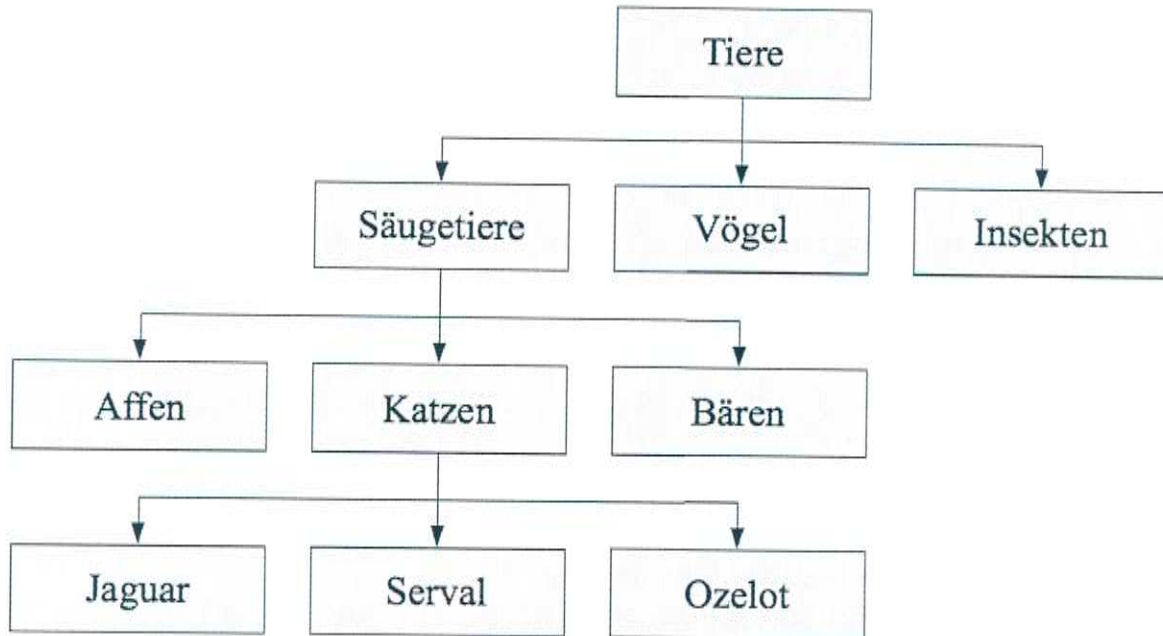 Tiere
Säugetiere
Vögel
Insekten
Affen
Katzen
Bären
Jaguar
Serval
Ozelot